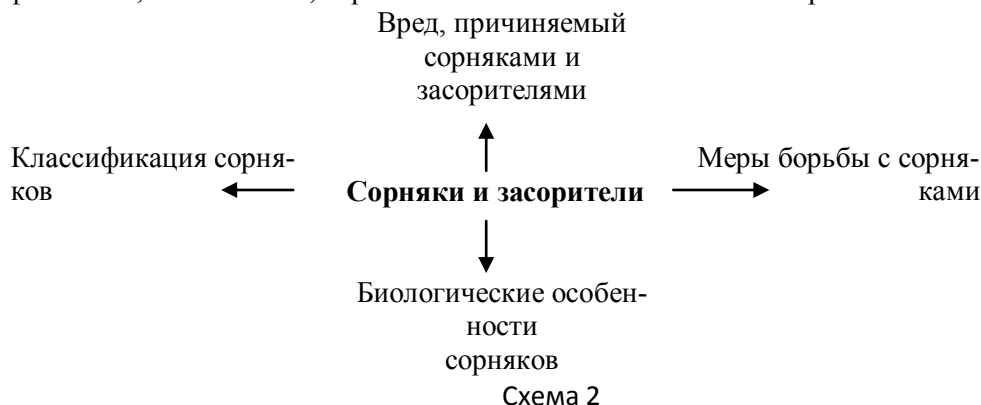 Вред, причиняемый
сорняками и
засорителями
Классификация сорня-
ков
Сорняки и засорители
Меры борьбы с сорня-
ками
Биологические особен-
ности
сорняков
Схема 2